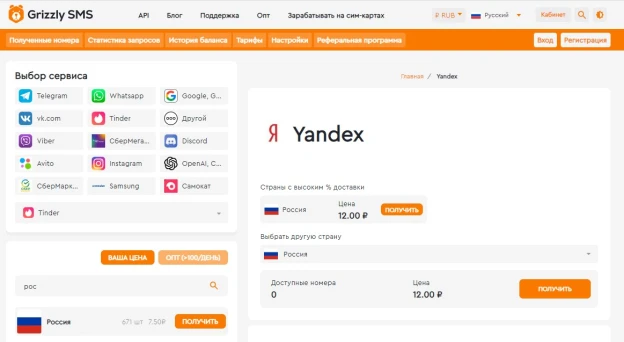 Grizzly SMS API Блог Поддержка Опт Зарабатывать на сим-картах ₽ RUB Русский Кабинет
Полученные номера Статистика запросов История баланса Тарифы Настройки Реферальная программа Вход Регистрация
Выбор сервиса
Telegram Whatsapp Google, G...
vk.com Tinder Другой
Viber СберМега... Discord
Avito Instagram OpenAI, C...
СберМарк... Samsung Самокат
Tinder
ВАША ЦЕНА ОПТ (>100/ДЕНЬ)
рос
Россия 671 шт 7.50₽ ПОЛУЧИТЬ
Главная / Yandex
Я Yandex
Страны с высоким % доставки
Россия
Цена
12.00 ₽
ПОЛУЧИТЬ
Выбрать другую страну
Россия
Доступные номера Цена
0 12.00 ₽
ПОЛУЧИТЬ